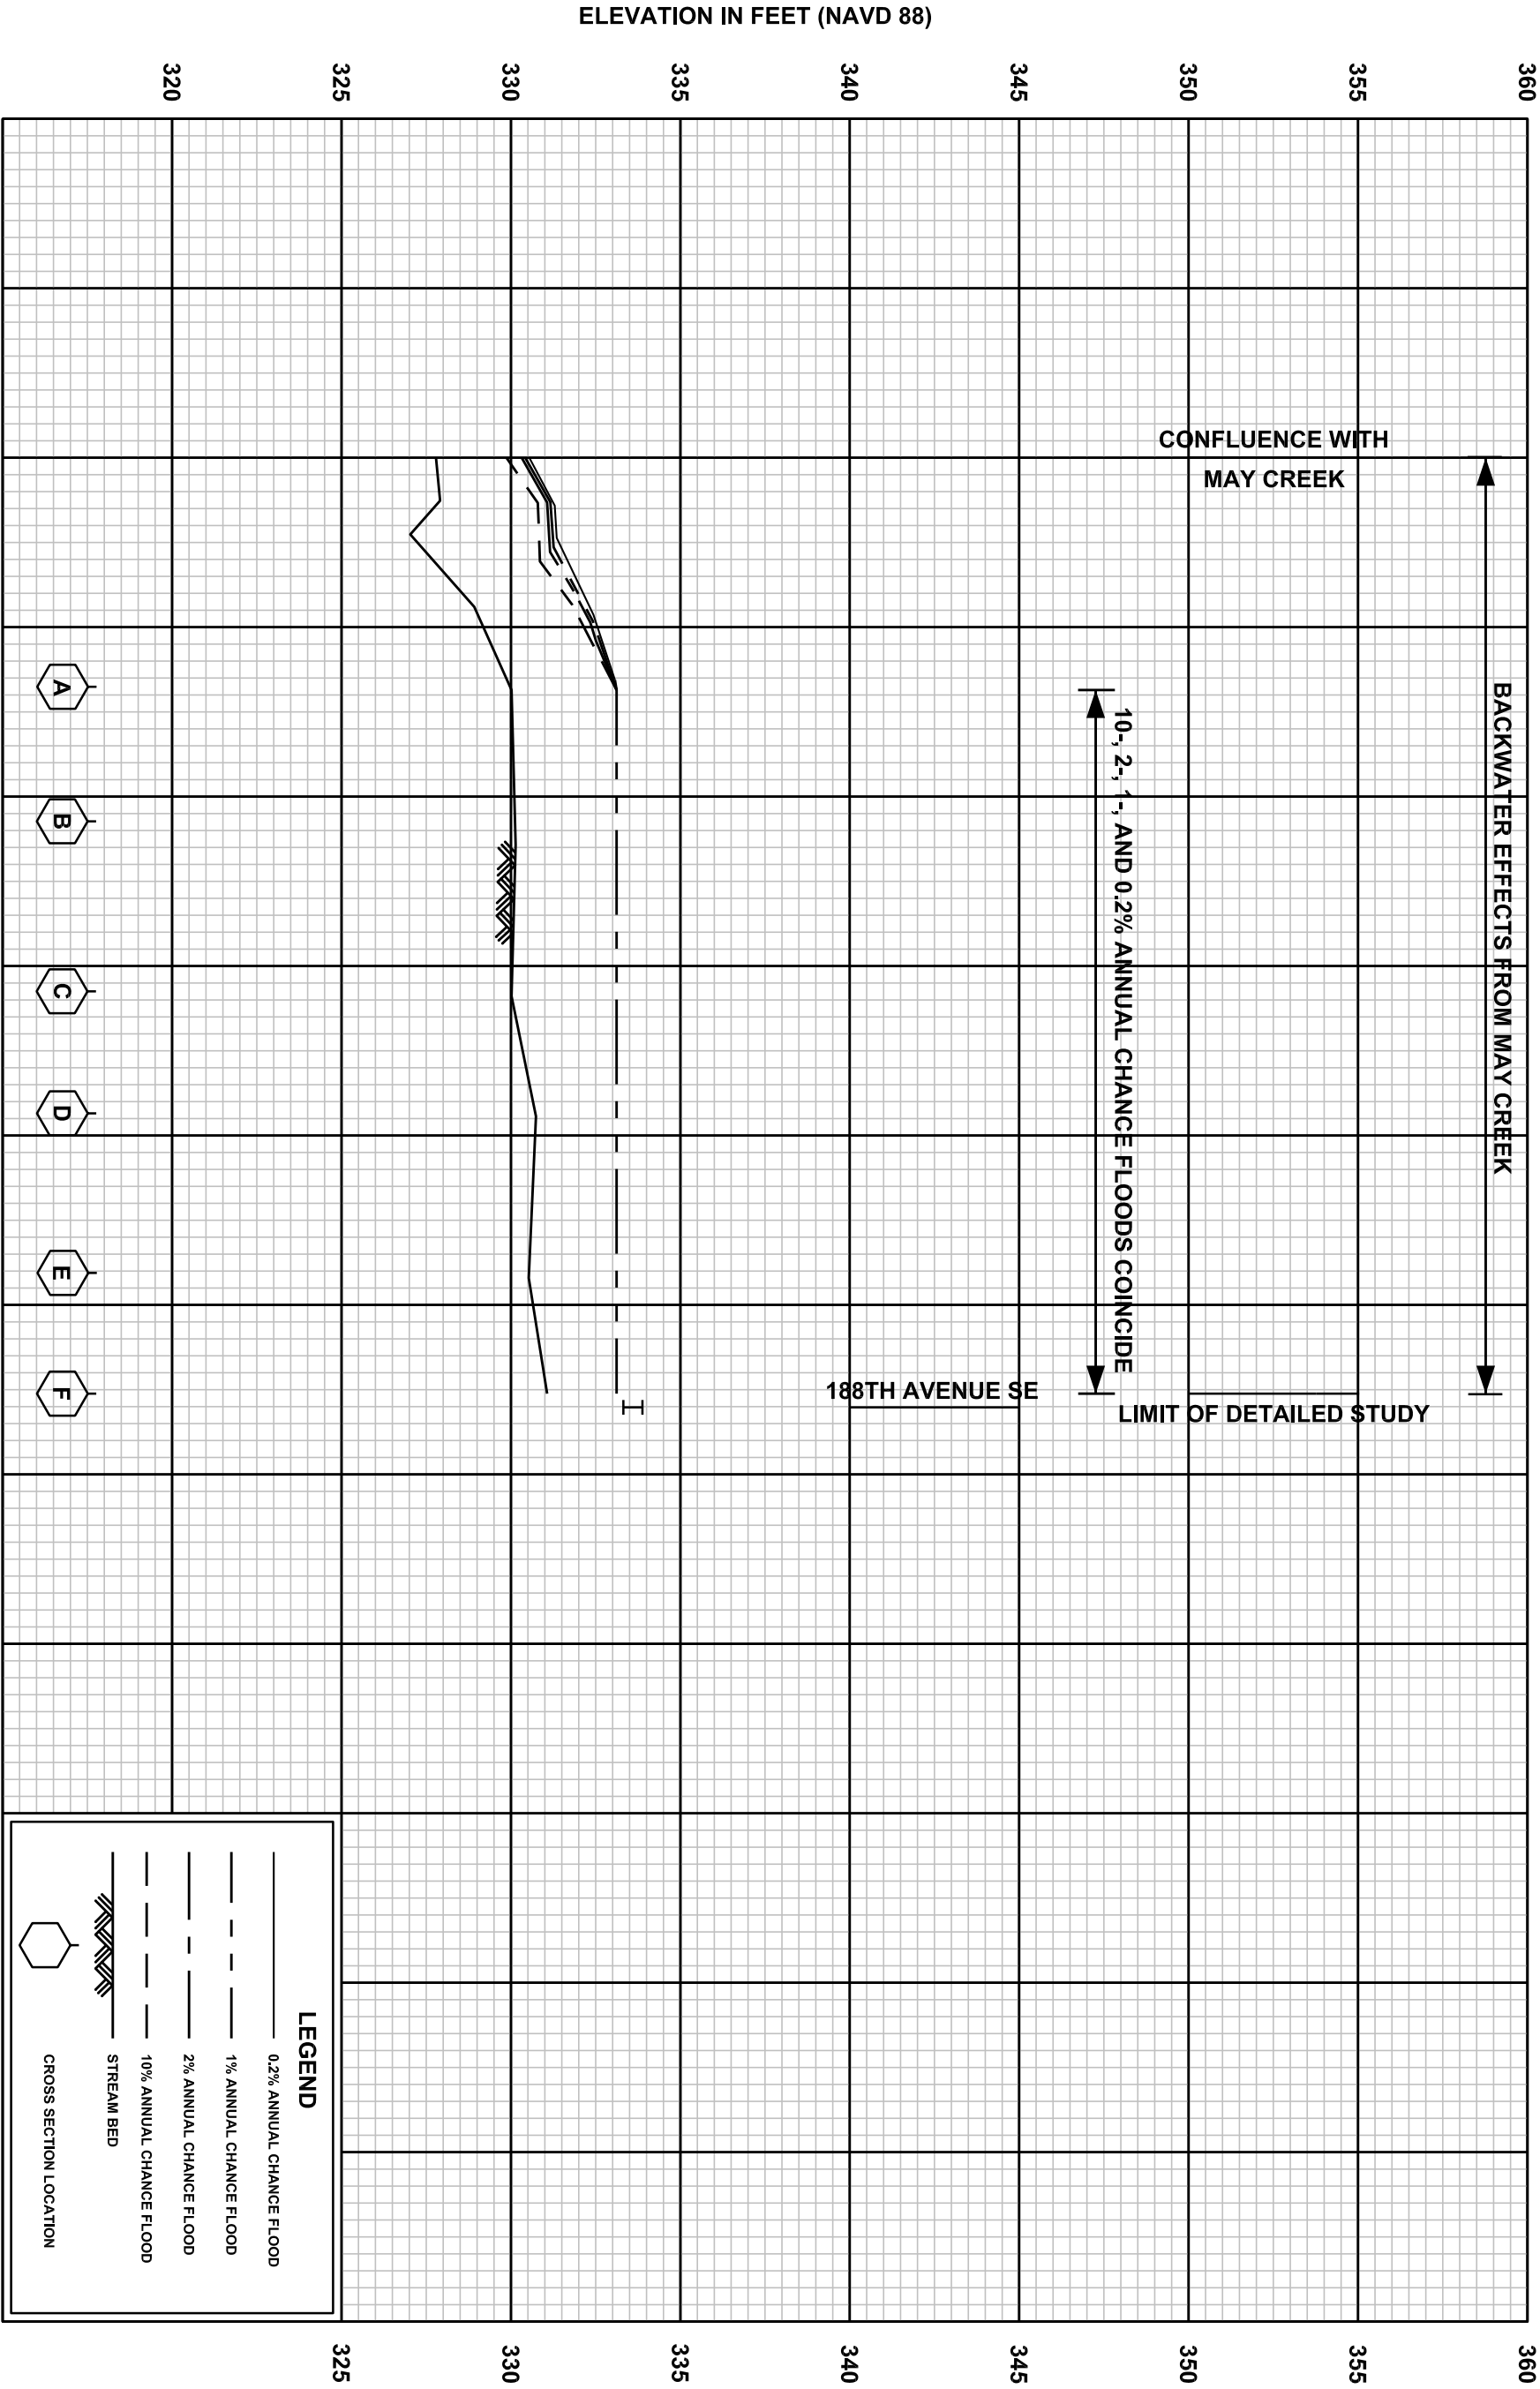 ELEVATION IN FEET (NAVD 88)
320
325
330
335
340
345
350
355
360
CONFLUENCE WITH
MAY CREEK
BACKWATER EFFECTS FROM MAY CREEK
10-, 2-, 1-, AND 0.2% ANNUAL CHANCE FLOODS COINCIDE
188TH AVENUE SE
LIMIT OF DETAILED STUDY
A
B
C
D
E
F
LEGEND
0.2% ANNUAL CHANCE FLOOD
1% ANNUAL CHANCE FLOOD
2% ANNUAL CHANCE FLOOD
10% ANNUAL CHANCE FLOOD
STREAM BED
CROSS SECTION LOCATION
325
330
335
340
345
350
355
360